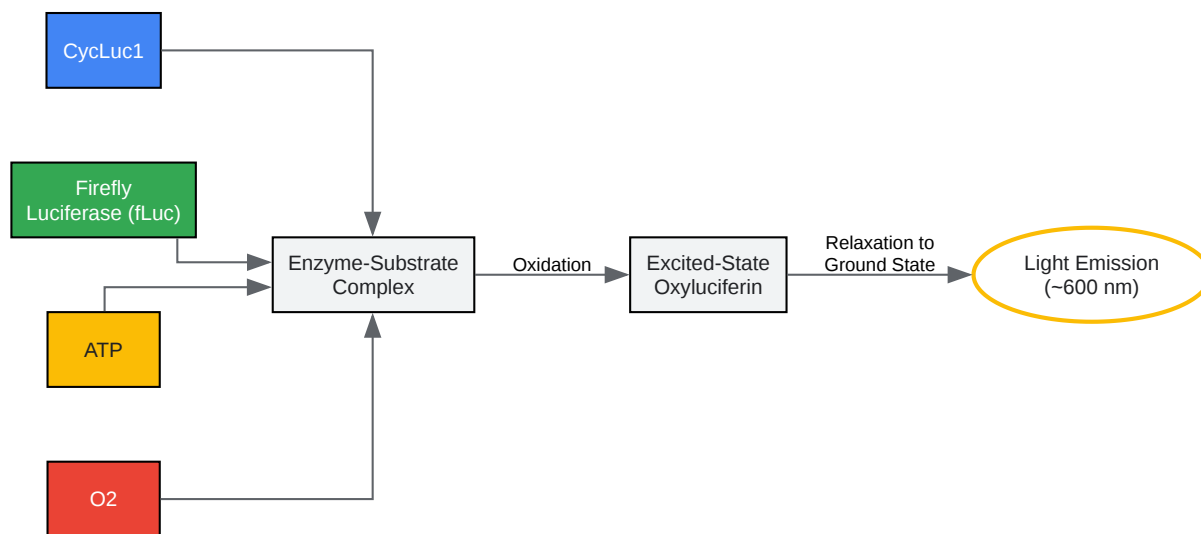 CycLuc1
Firefly
Luciferase (fLuc)
ATP
O2
Enzyme-Substrate
Complex
Oxidation
Excited-State
Oxyluciferin
Relaxation to
Ground State
Light Emission
(~600 nm)